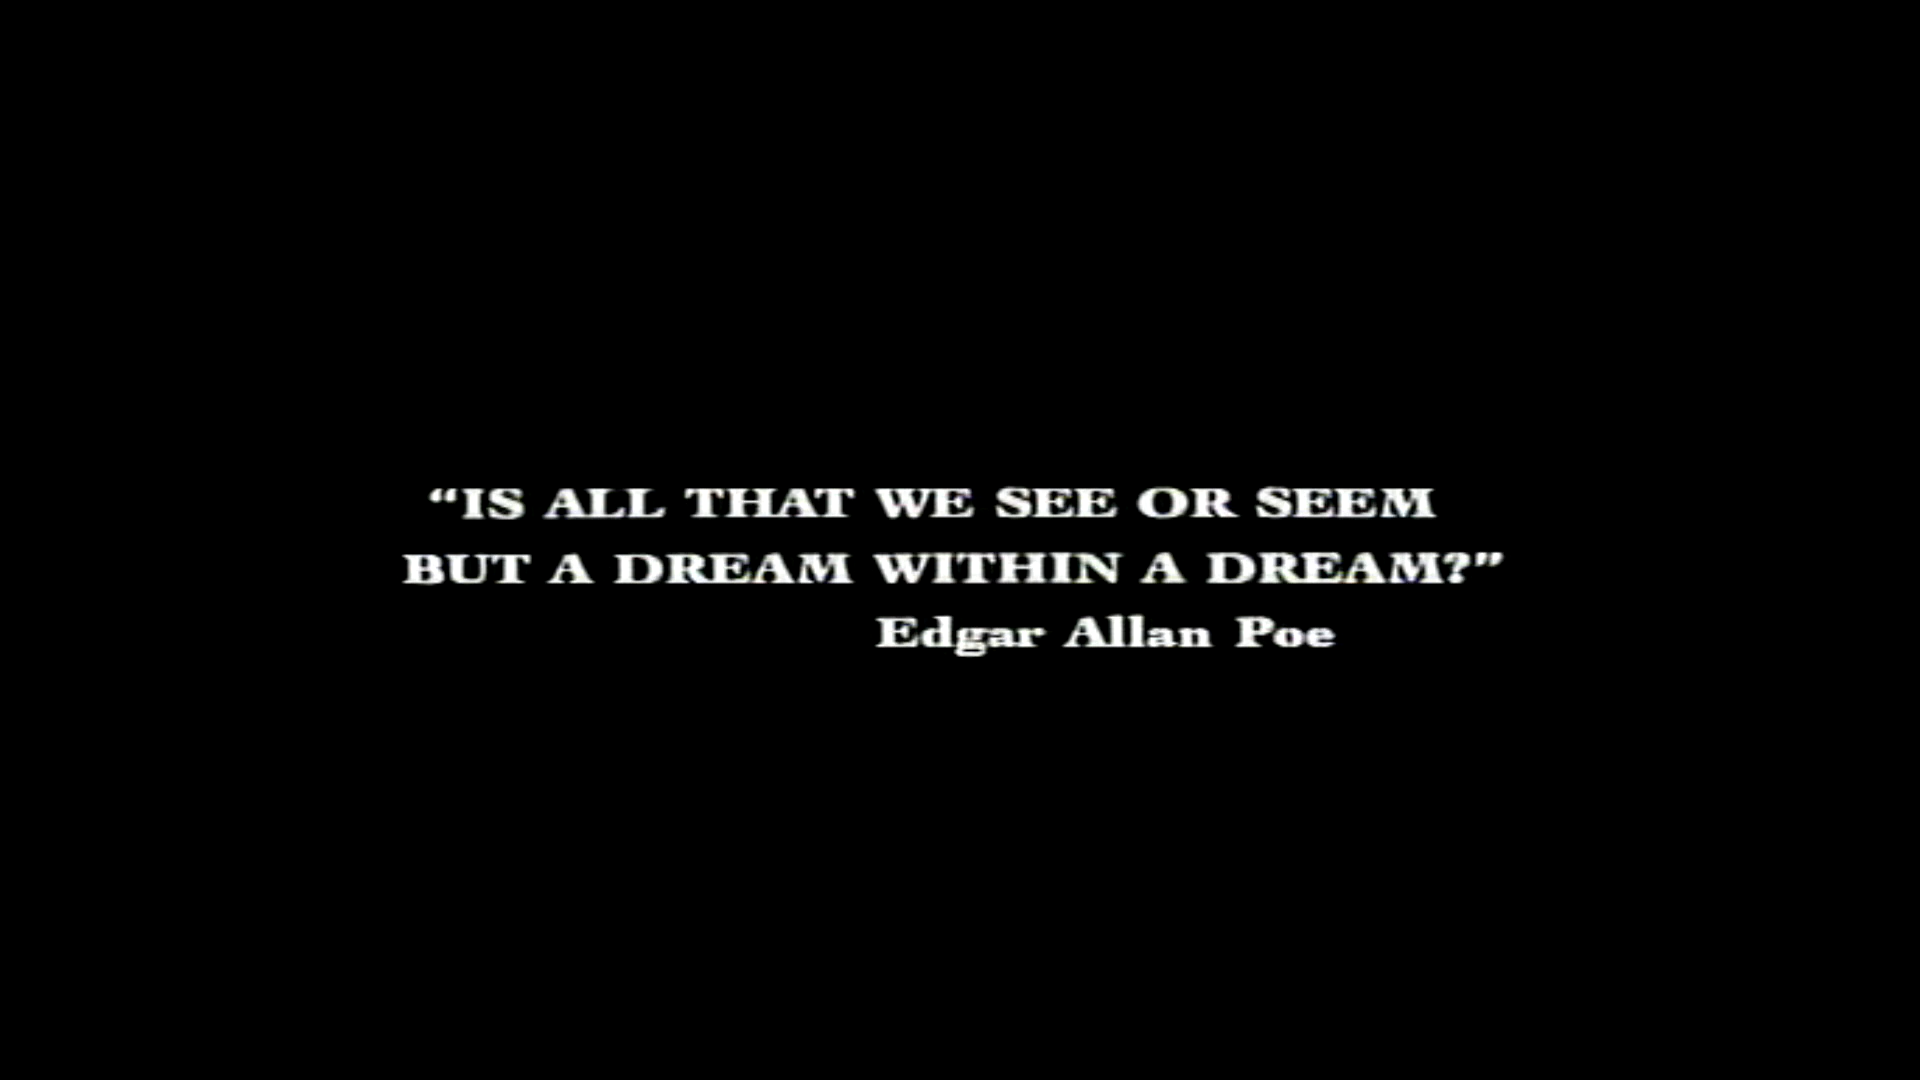 “IS ALL THAT WE SEE OR SEEM
BUT A DREAM WITHIN A DREAM?”
Edgar Allan Poe